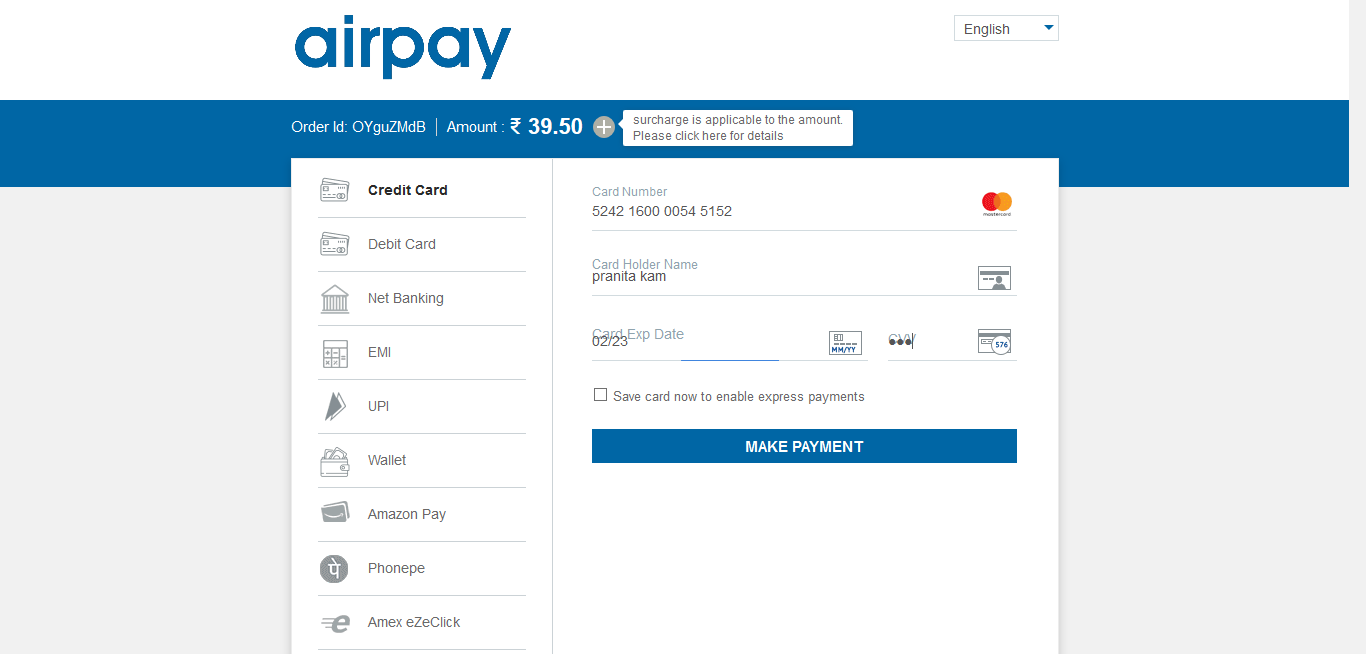 airpay
English
Order Id: OYguZMdB | Amount : ₹ 39.50
surcharge is applicable to the amount.
Please click here for details
Credit Card
Debit Card
Net Banking
EMI
UPI
Wallet
Amazon Pay
पे
Phonepe
Amex eZeClick
Card Number
5242 1600 0054 5152
mastercard
Card Holder Name
pranita kam
Card Exp Date
02/23
MM/YY
CVV
576
Save card now to enable express payments
MAKE PAYMENT